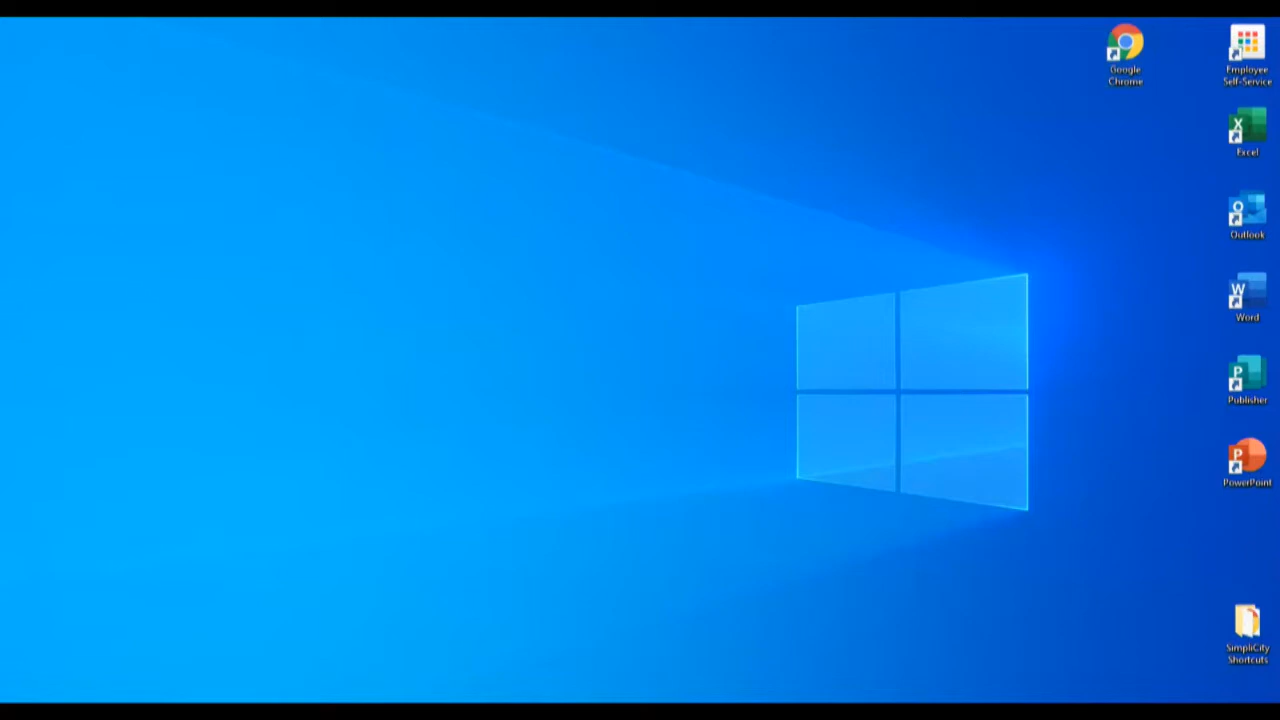 Google
Chrome
Employee
Self-Service
Excel
Outlook
Word
Publisher
PowerPoint
SimpliCity
Shortcuts